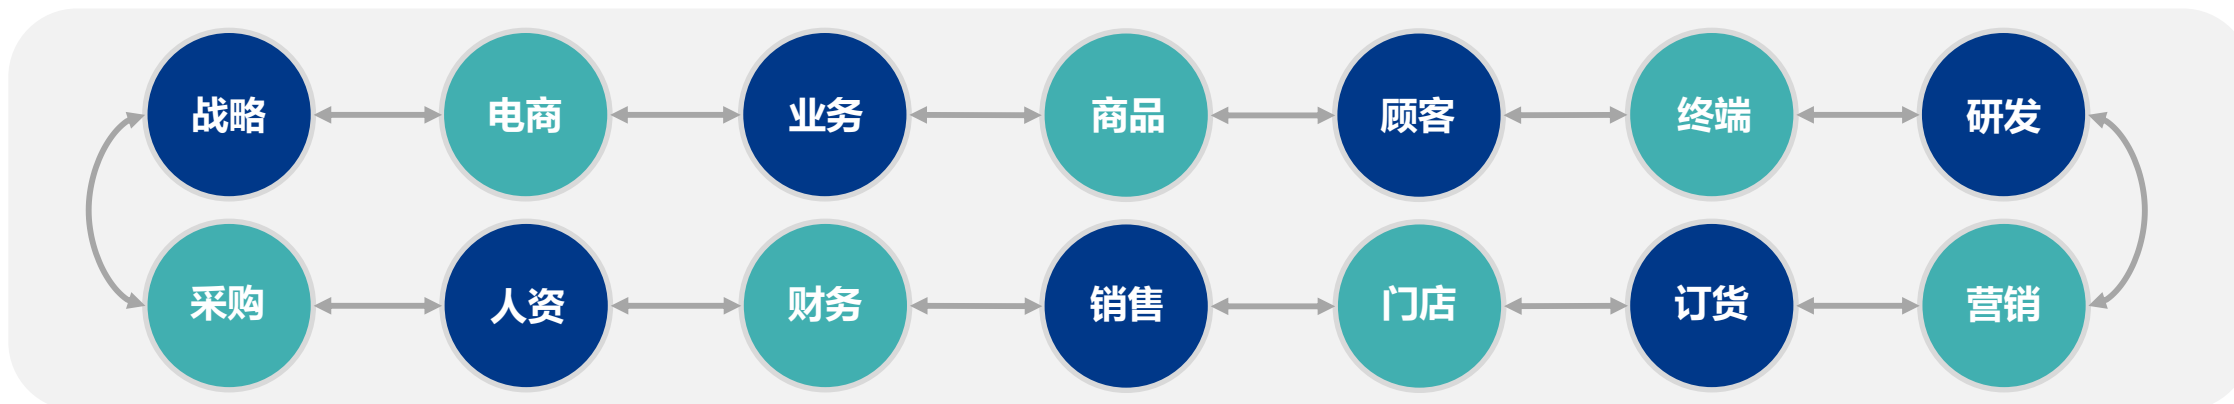 战略 电商 业务 商品 顾客 终端 研发
采购 人资 财务 销售 门店 订货 营销